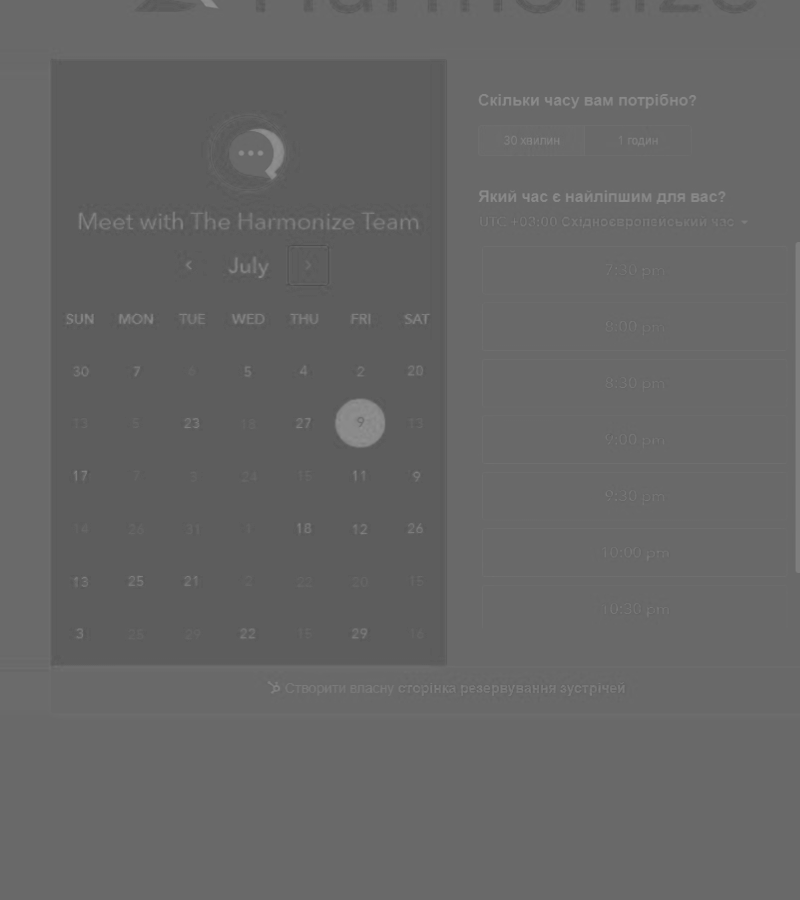 Harmonize
Meet with The Harmonize Team
July
SUN MON TUE WED THU FRI SAT
30 7 6 5 4 2 28
13 5 23 18 27 9 13
17 7 3 24 15 11 9
14 26 31 1 18 12 26
13 25 21 2 22 20 15
3 28 29 22 15 29 16
Скільки часу вам потрібно?
30 хвилин 1 годин
Який час є найліпшим для вас?
UTC +03:00 Східноєвропейський час
7:30 pm
8:00 pm
8:30 pm
9:00 pm
9:30 pm
10:00 pm
10:30 pm
Створити власну сторінка резервування зустрічей